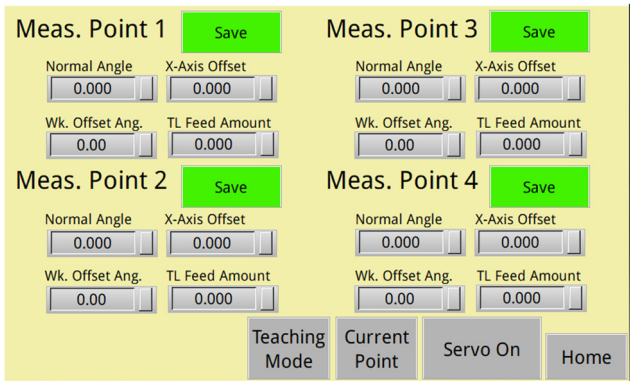 Meas. Point 1 Save Meas. Point 3 Save
Normal Angle X-Axis Offset Normal Angle X-Axis Offset
0.000 0.000 0.000 0.000
Wk. Offset Ang. TL Feed Amount Wk. Offset Ang. TL Feed Amount
0.00 0.000 0.00 0.000
Meas. Point 2 Save Meas. Point 4 Save
Normal Angle X-Axis Offset Normal Angle X-Axis Offset
0.000 0.000 0.000 0.000
Wk. Offset Ang. TL Feed Amount Wk. Offset Ang. TL Feed Amount
0.00 0.000 0.00 0.000
Teaching Mode Current Point Servo On Home